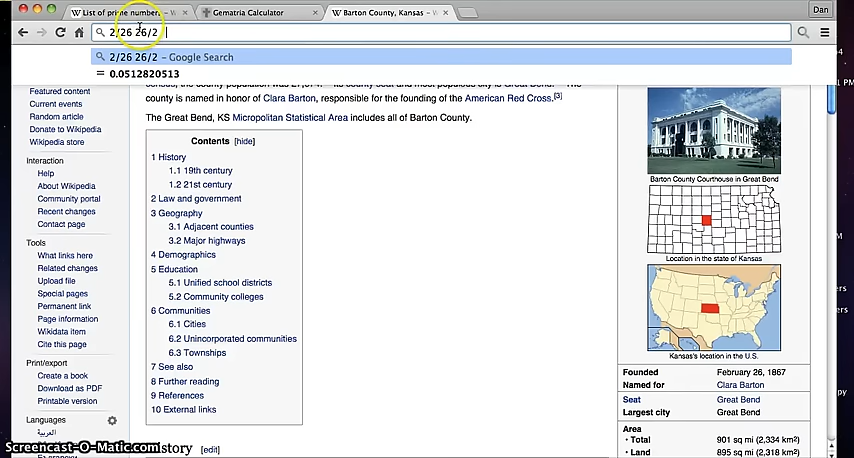 List of prime numbers - W
Gematria Calculator
Barton County, Kansas - W
Dan
2/26 26/2
2/26 26/2 – Google Search
= 0.0512820513
county is named in honor of Clara Barton, responsible for the founding of the American Red Cross.[3]
The Great Bend, KS Micropolitan Statistical Area includes all of Barton County.
Featured content
Current events
Random article
Donate to Wikipedia
Wikipedia store
Interaction
Help
About Wikipedia
Community portal
Recent changes
Contact page
Tools
What links here
Related changes
Upload file
Special pages
Permanent link
Page information
Wikidata item
Cite this page
Print/export
Create a book
Download as PDF
Printable version
Languages
العربية
Contents [hide]
1 History
1.1 19th century
1.2 21st century
2 Law and government
3 Geography
3.1 Adjacent counties
3.2 Major highways
4 Demographics
5 Education
5.1 Unified school districts
5.2 Community colleges
6 Communities
6.1 Cities
6.2 Unincorporated communities
6.3 Townships
7 See also
8 Further reading
9 References
10 External links
istory [edit]
Barton County Courthouse in Great Bend
Location in the state of Kansas
Kansas's location in the U.S.
Founded February 26, 1867
Named for Clara Barton
Seat Great Bend
Largest city Great Bend
Area
• Total 901 sq mi (2,334 km²)
• Land 895 sq mi (2,318 km²)
Screencast-O-Matic.com